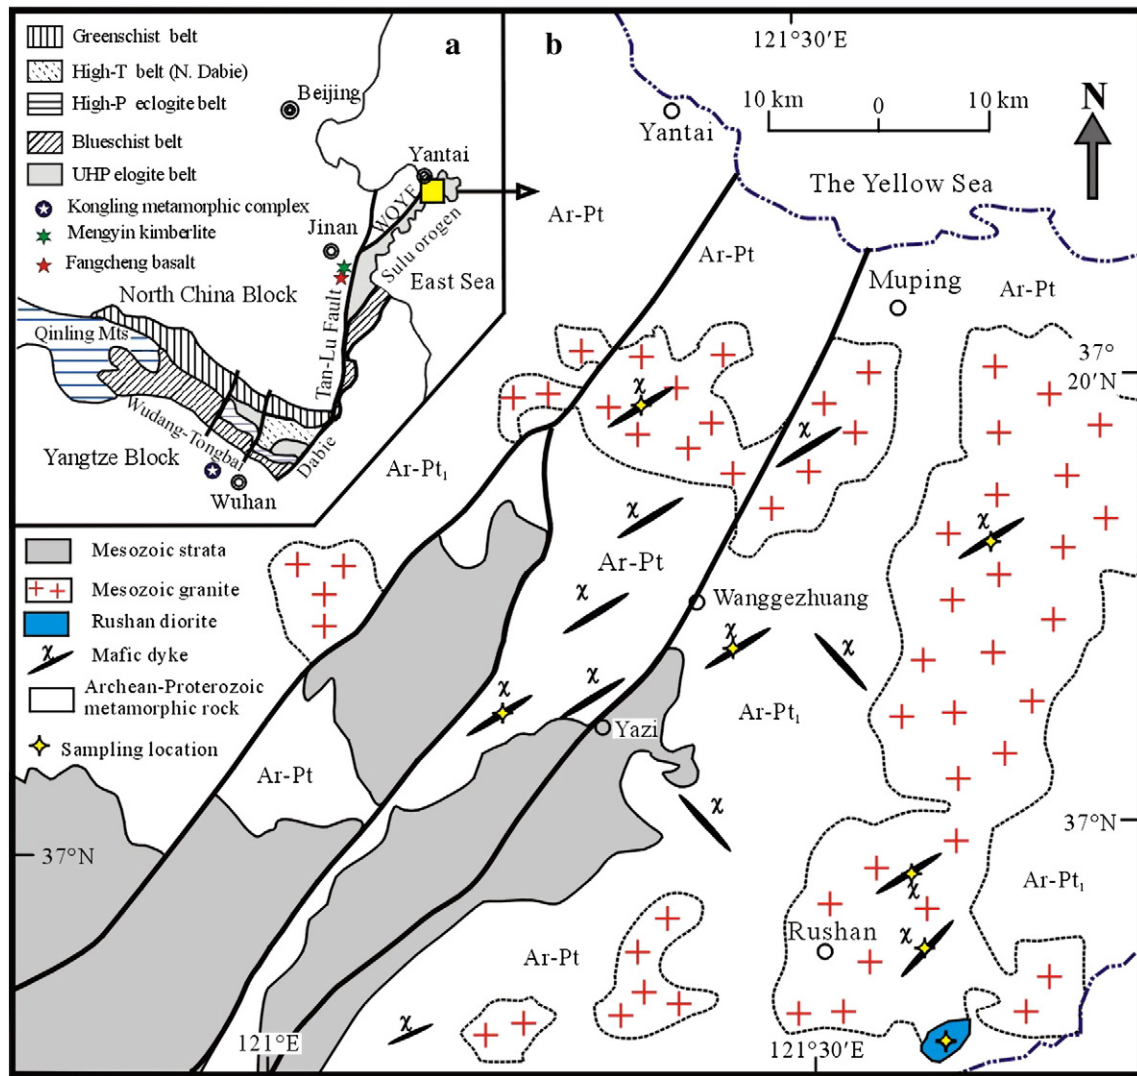 a
Greenschist belt
High-T belt (N. Dabie)
High-P eclogite belt
Blueschist belt
UHP elogite belt
Kongling metamorphic complex
Mengyin kimberlite
Fangcheng basalt
Beijing
Yantai
WQYF
Jinan
Sulu orogen
East Sea
North China Block
Tan-Lu Fault
Qinling Mts
Wudang-Tongbai
Dabie
Yangtze Block
Wuhan
χ
Mesozoic strata
Mesozoic granite
Rushan diorite
Mafic dyke
Archean-Proterozoic
metamorphic rock
Sampling location
b
121°30′E
10 km
0
10 km
N
Yantai
The Yellow Sea
Ar-Pt
Ar-Pt
Ar-Pt
Muping
37°
20′N
χ
χ
Ar-Pt₁
χ
χ
Ar-Pt
χ
Wanggezhuang
χ
χ
χ
χ
Ar-Pt₁
Yazi
Ar-Pt
χ
37°N
37°N
χ
Ar-Pt₁
χ
Rushan
Ar-Pt
χ
121°E
121°30′E